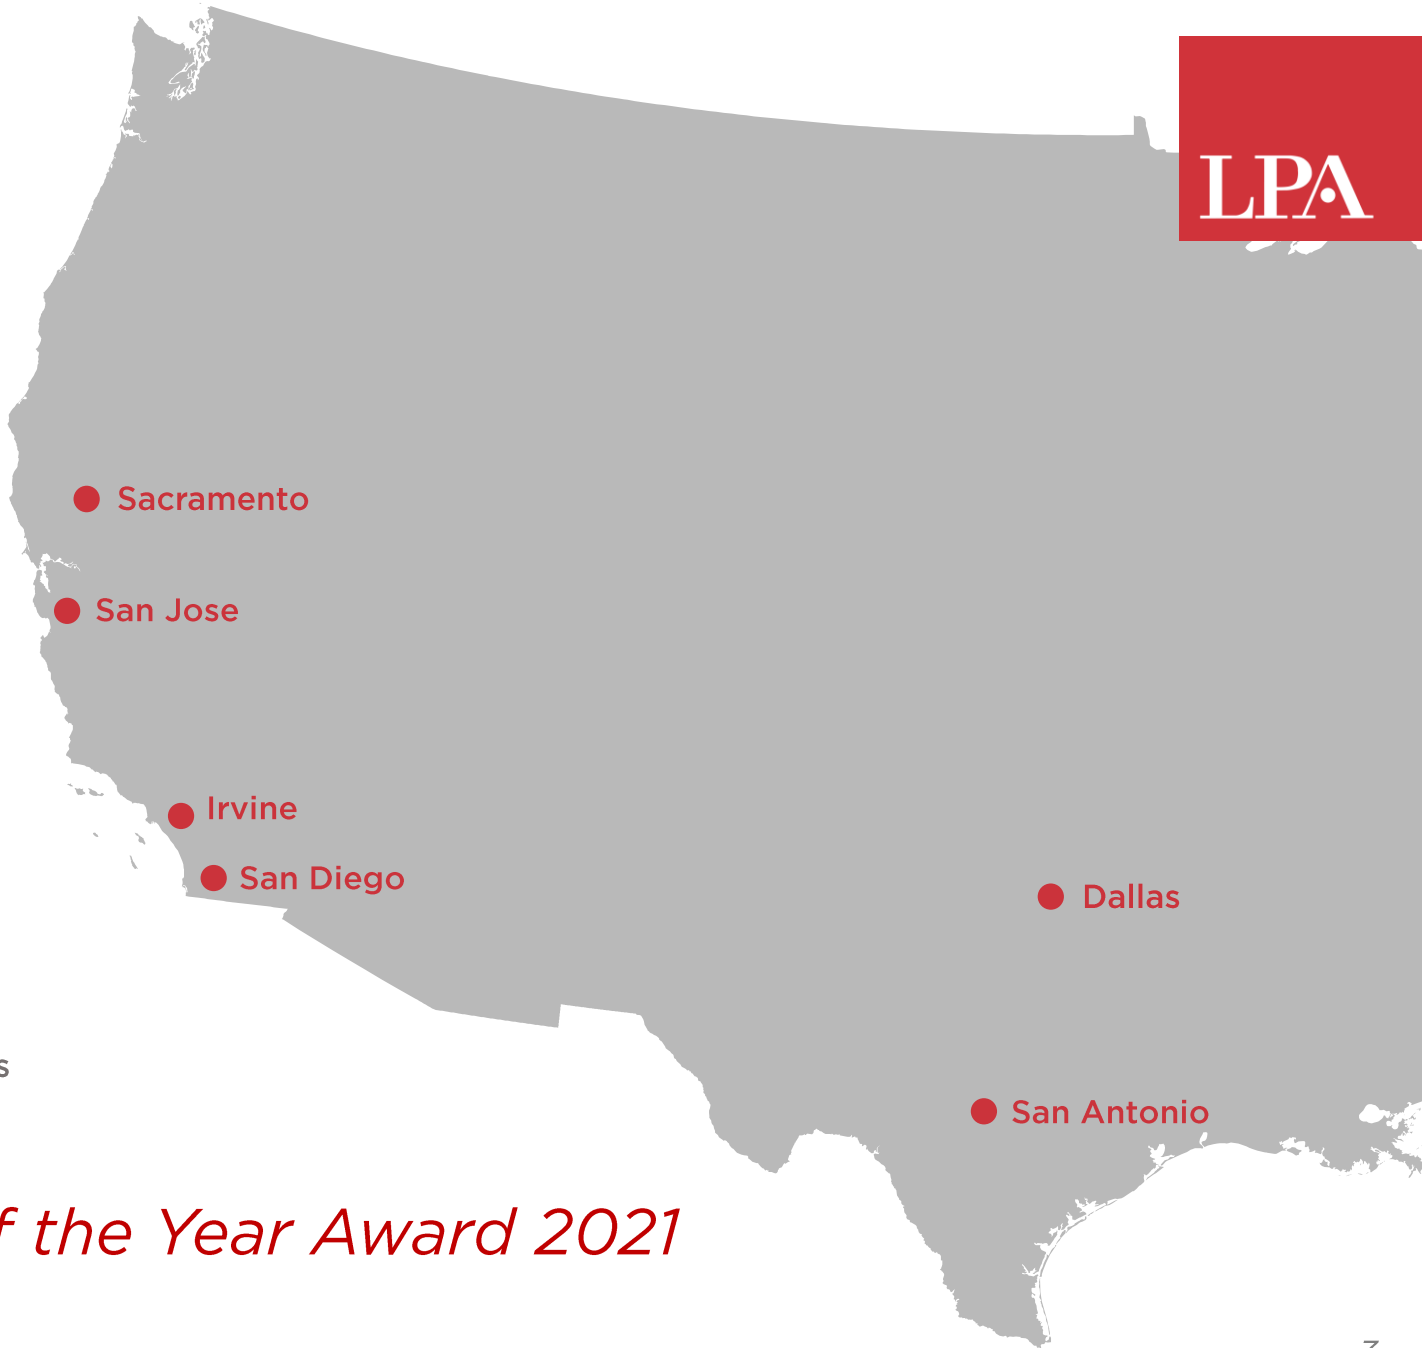 LPA
Sacramento
San Jose
Irvine
San Diego
Dallas
s
San Antonio
f the Year Award 2021